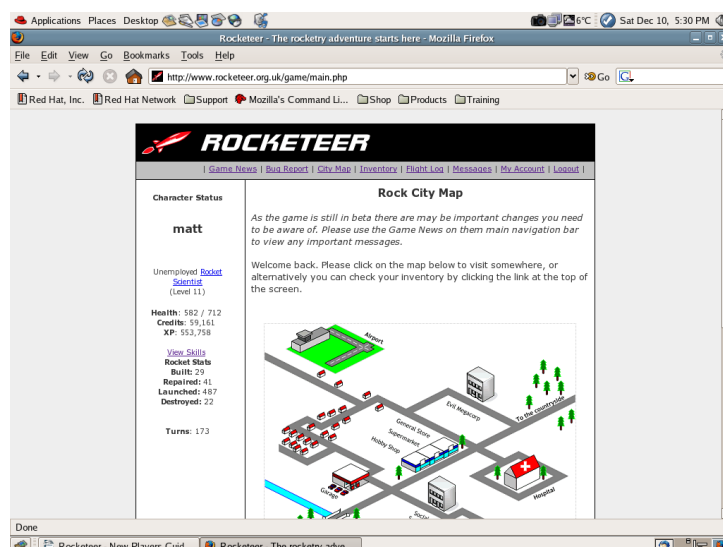 Applications Places Desktop 6°C Sat Dec 10, 5:30 PM
Rocketeer - The rocketry adventure starts here - Mozilla Firefox
File Edit View Go Bookmarks Tools Help
http://www.rocketeer.org.uk/game/main.php Go G
Red Hat, Inc. Red Hat Network Support Mozilla's Command Li... Shop Products Training
ROCKETEER
| Game News | Bug Report | City Map | Inventory | Flight Log | Messages | My Account | Logout |
Character Status
matt
Unemployed Rocket
Scientist
(Level 11)
Health: 582 / 712
Credits: 59,161
XP: 553,758
View Skills
Rocket Stats
Built: 29
Repaired: 41
Launched: 487
Destroyed: 22
Turns: 173
Rock City Map
As the game is still in beta there are may be important changes you need
to be aware of. Please use the Game News on them main navigation bar
to view any important messages.
Welcome back. Please click on the map below to visit somewhere, or
alternatively you can check your inventory by clicking the link at the top of
the screen.
Airport
Evil Megacorp
To the countryside
General Store
Supermarket
Hobby Shop
Garage
Hospital
Social
Done
Rocketeer - New Players Guid...
Rocketeer - The rocketry adve...